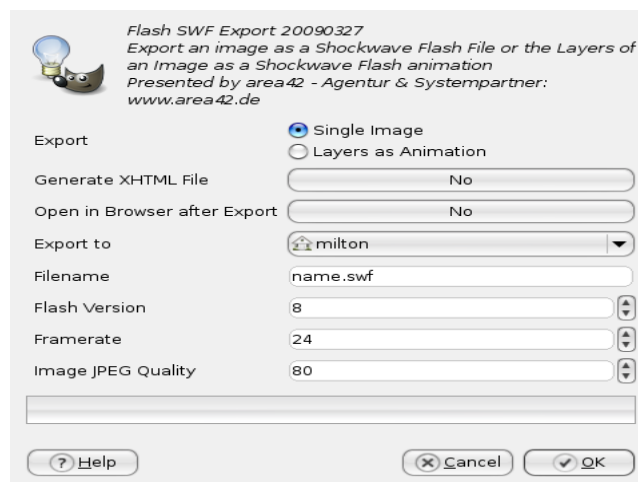 Flash SWF Export 20090327
Export an image as a Shockwave Flash File or the Layers of
an Image as a Shockwave Flash animation
Presented by area42 - Agentur & Systempartner:
www.area42.de
Export
Single Image
Layers as Animation
Generate XHTML File No
Open in Browser after Export No
Export to milton
Filename name.swf
Flash Version 8
Framerate 24
Image JPEG Quality 80
Help Cancel OK